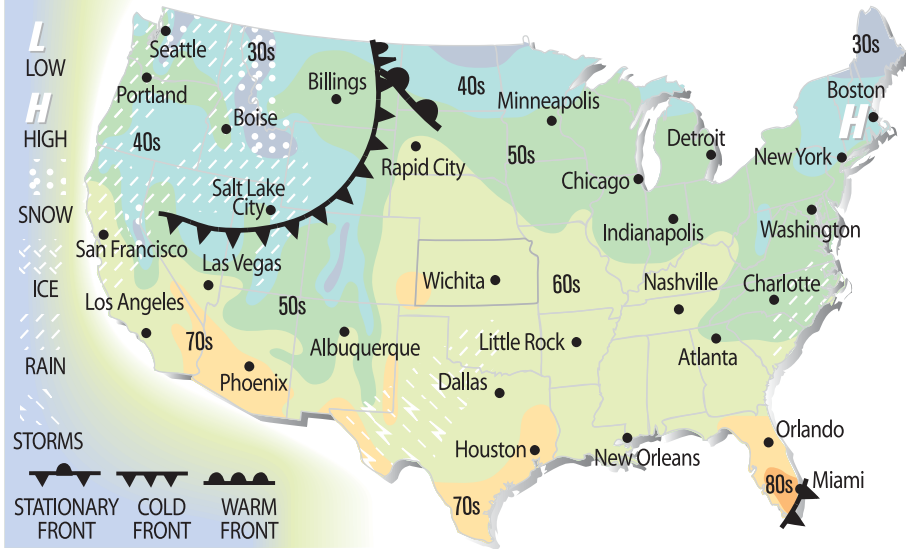 L
LOW
H
HIGH
SNOW
ICE
RAIN
STORMS
STATIONARY
FRONT
COLD
FRONT
WARM
FRONT
Seattle
30s
Portland
Boise
40s
Billings
40s
Minneapolis
30s
Boston
H
Detroit
New York
Rapid City
50s
Chicago
Salt Lake
City
San Francisco
Las Vegas
Indianapolis
Washington
Wichita
60s
Nashville
Charlotte
Los Angeles
50s
70s
Albuquerque
Little Rock
Atlanta
Phoenix
Dallas
Houston
New Orleans
Orlando
70s
80s
Miami